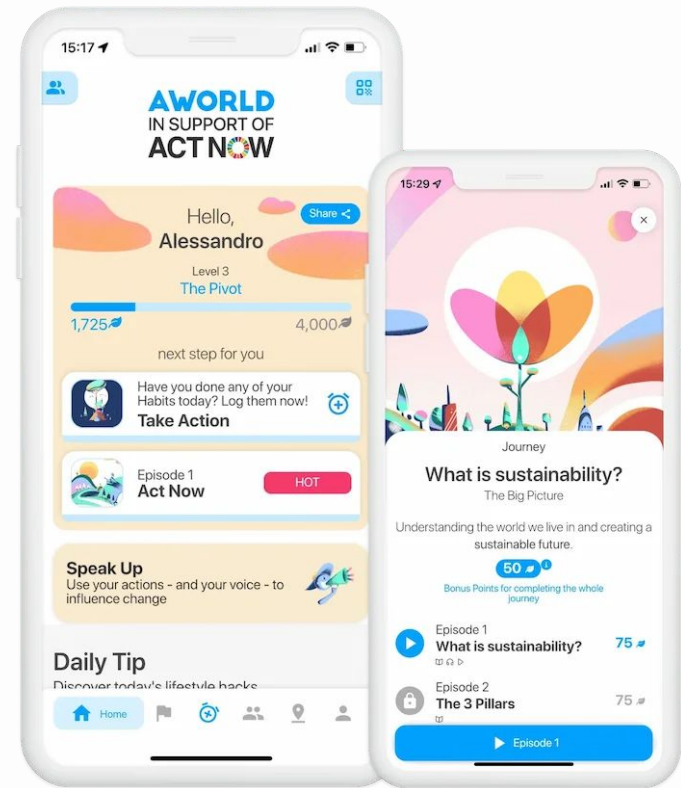 15:17
AWORLD
IN SUPPORT OF
ACT NOW
Hello,
Share
Alessandro
Level 3
The Pivot
1,725
4,000
next step for you
Have you done any of your
Habits today? Log them now!
Take Action
Episode 1
Act Now
HOT
Speak Up
Use your actions - and your voice - to
influence change
Daily Tip
Discover today's lifestyle hacks
Home
15:29
Journey
What is sustainability?
The Big Picture
Understanding the world we live in and creating a
sustainable future.
50
Bonus Points for completing the whole
journey
Episode 1
What is sustainability?
75
Episode 2
The 3 Pillars
75
Episode 1